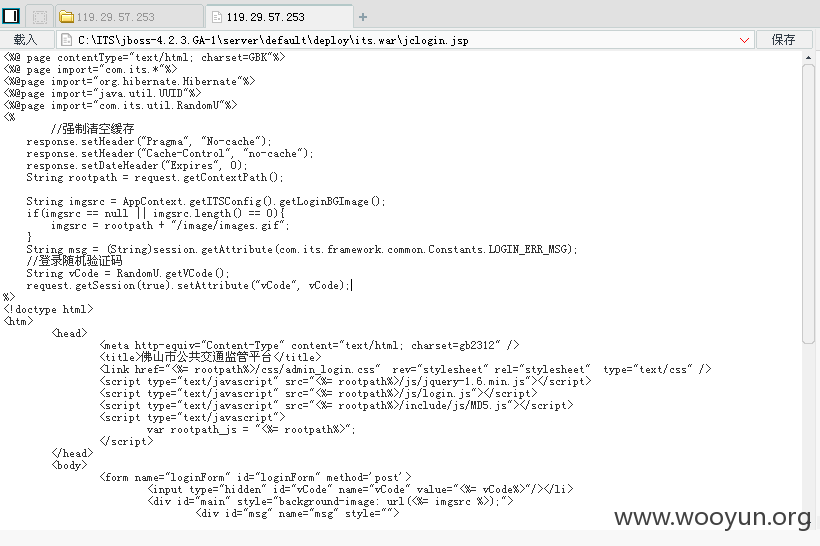 119.29.57.253
119.29.57.253
載入
C:\ITS\jboss-4.2.3.GA-1\server\default\deploy\its.war\jclogin.jsp
保存
<%@ page contentType="text/html; charset=GBK"%>
<%@ page import="com.its.*"%>
<%@page import="org.hibernate.Hibernate"%>
<%@page import="java.util.UUID"%>
<%@page import="com.its.util.RandomU"%>
<%
//强制清空缓存
response.setHeader("Pragma", "No-cache");
response.setHeader("Cache-Control", "no-cache");
response.setDateHeader("Expires", 0);
String rootpath = request.getContextPath();
String imgsrc = AppContext.getITSConfig().getLoginBGImage();
if(imgsrc == null || imgsrc.length() == 0){
imgsrc = rootpath + "/image/images.gif";
}
String msg = (String)session.getAttribute(com.its.framework.common.Constants.LOGIN_ERR_MSG);
//登录随机验证码
String vCode = RandomU.getVCode();
request.getSession(true).setAttribute("vCode", vCode);
%>
<!doctype html>
<htm>
<head>
<meta http-equiv="Content-Type" content="text/html; charset=gb2312" />
<title>佛山市公共交通监管平台</title>
<link href="<%= rootpath%>/css/admin_login.css"  rev="stylesheet" rel="stylesheet"  type="text/css" />
<script type="text/javascript" src="<%= rootpath%>/js/jquery-1.6.min.js"></script>
<script type="text/javascript" src="<%= rootpath%>/js/login.js"></script>
<script type="text/javascript" src="<%= rootpath%>/include/js/MD5.js"></script>
<script type="text/javascript">
var rootpath_js = "<%= rootpath%>";
</script>
</head>
<body>
<form name="loginForm" id="loginForm" method='post'>
<input type="hidden" id="vCode" name="vCode" value="<%= vCode%>"/></li>
<div id="main" style="background-image: url(<%= imgsrc %>);">
<div id="msg" name="msg" style="">
www.wooyun.org